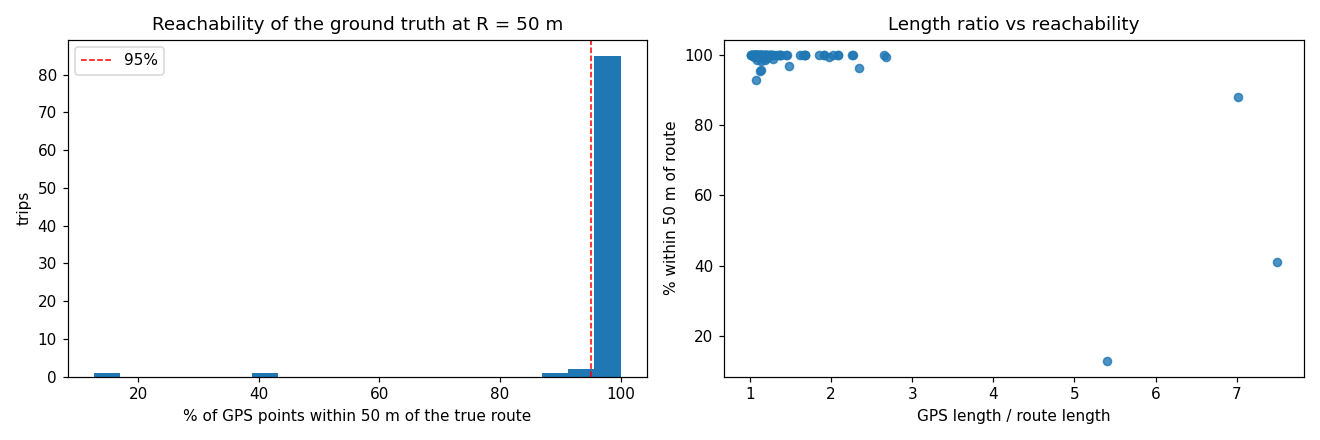 Reachability of the ground truth at R = 50 m
95%
80
70
60
50
40
30
20
10
0
trips
20 40 60 80 100
% of GPS points within 50 m of the true route
Length ratio vs reachability
100
80
60
40
20
% within 50 m of route
1 2 3 4 5 6 7
GPS length / route length